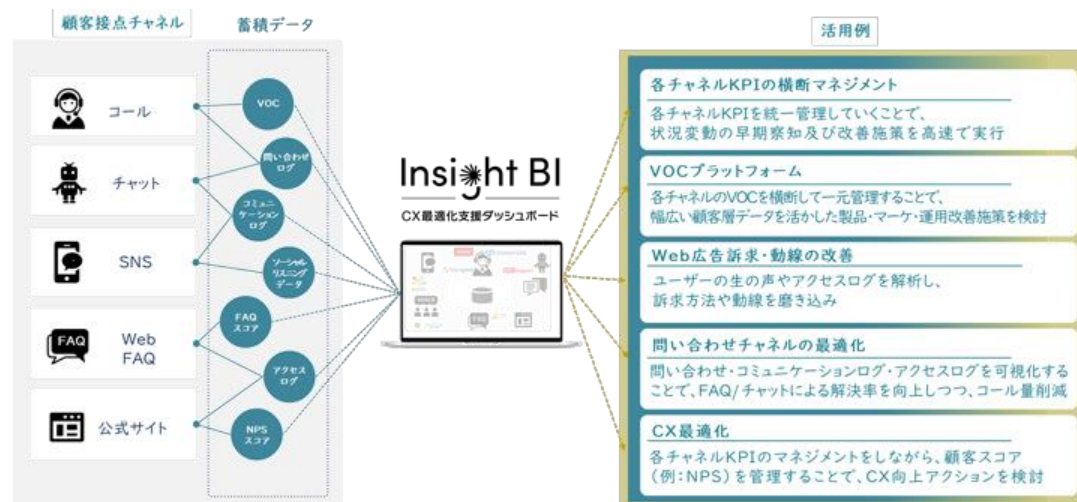 顧客接点チャネル
蓄積データ
活用例
コール
チャット
SNS
FAQ
Web
FAQ
公式サイト
VOC
問い合わせ
ログ
コミュニ
ケーション
ログ
ソーシャル
リスニング
データ
FAQ
スコア
アクセス
ログ
NPS
スコア
Insight BI
CX最適化支援ダッシュボード
各チャネルKPIの横断マネジメント
各チャネルKPIを統一管理していくことで、
状況変動の早期察知及び改善施策を高速で実行
VOCプラットフォーム
各チャネルのVOCを横断して一元管理することで、
幅広い顧客層データを活かした製品・マーケ・運用改善施策を検討
Web広告訴求・動線の改善
ユーザーの生の声やアクセスログを解析し、
訴求方法や動線を磨き込み
問い合わせチャネルの最適化
問い合わせ・コミュニケーションログ・アクセスログを可視化する
ことで、FAQ/チャットによる解決率を向上しつつ、コール量削減
CX最適化
各チャネルKPIのマネジメントをしながら、顧客スコア
(例：NPS)を管理することで、CX向上アクションを検討